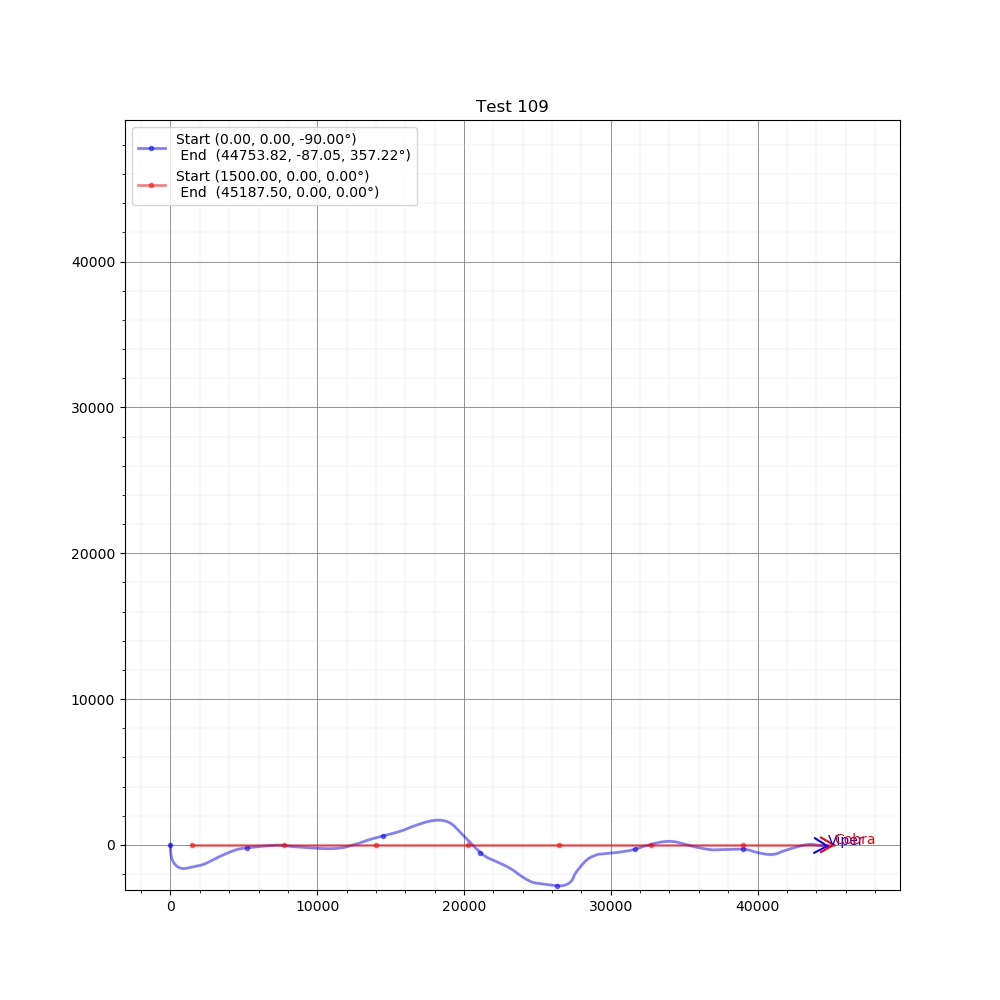 Test 109
Start (0.00, 0.00, -90.00°)
End  (44753.82, -87.05, 357.22°)
Start (1500.00, 0.00, 0.00°)
End  (45187.50, 0.00, 0.00°)
40000
30000
20000
10000
0
Viper
Cobra
0
10000
20000
30000
40000